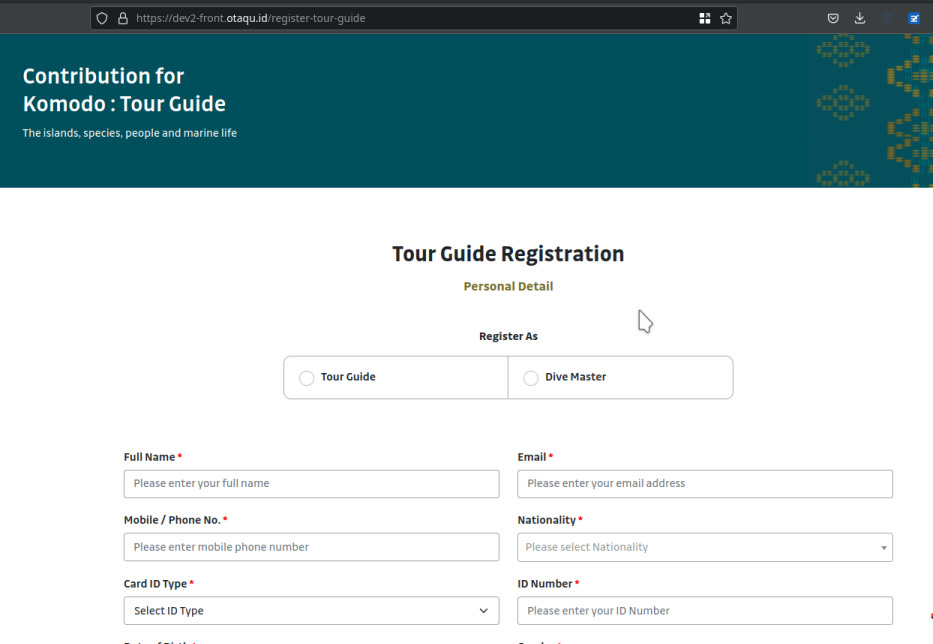 https://dev2-front.otaqu.id/register-tour-guide
Contribution for
Komodo : Tour Guide
The islands, species, people and marine life
Tour Guide Registration
Personal Detail
Register As
Tour Guide
Dive Master
Full Name *
Email *
Please enter your full name
Please enter your email address
Mobile / Phone No. *
Nationality *
Please enter mobile phone number
Please select Nationality
Card ID Type *
ID Number *
Select ID Type
Please enter your ID Number